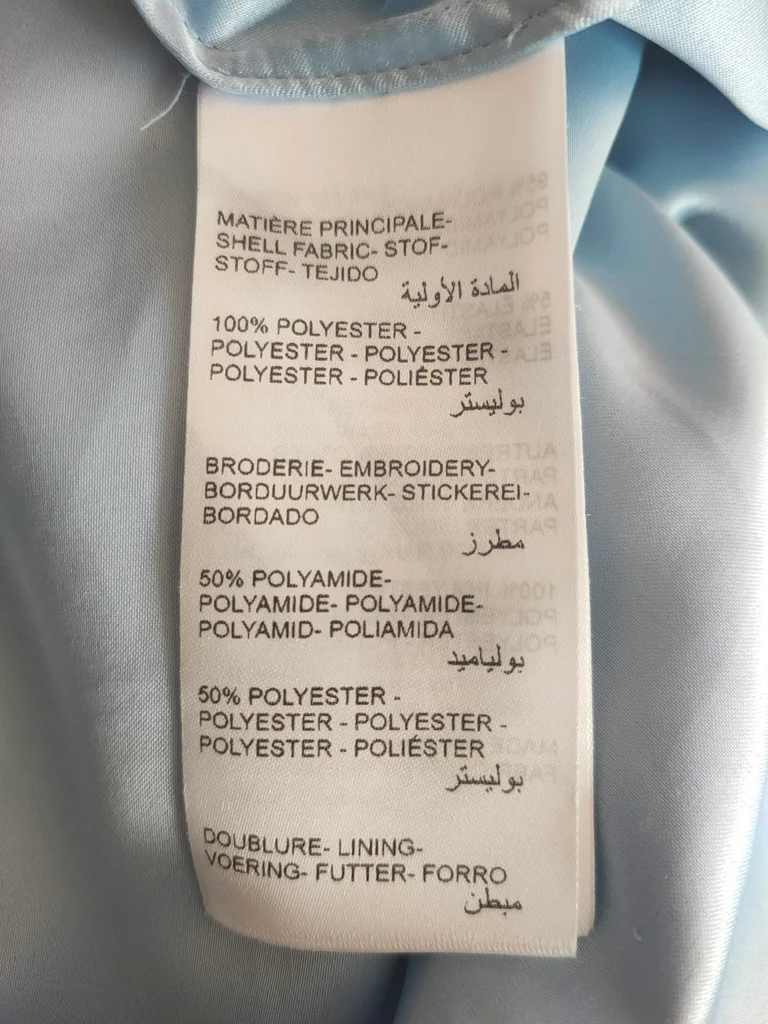 MATIÈRE PRINCIPALE-
SHELL FABRIC- STOF-
STOFF- TEJIDO
المادة الأولية
100% POLYESTER -
POLYESTER - POLYESTER -
POLYESTER - POLIÉSTER
بوليستر
BRODERIE- EMBROIDERY-
BORDUURWERK- STICKEREI-
BORDADO
مطرز
50% POLYAMIDE-
POLYAMIDE- POLYAMIDE-
POLYAMID- POLIAMIDA
بولياميد
50% POLYESTER -
POLYESTER - POLYESTER -
POLYESTER - POLIÉSTER
بوليستر
DOUBLURE- LINING-
VOERING- FUTTER- FORRO
مبطن